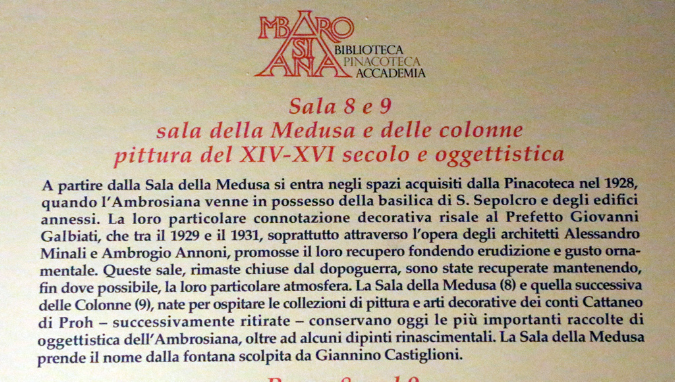 AMBROSIANA
BIBLIOTECA
PINACOTECA
ACCADEMIA
Sala 8 e 9
sala della Medusa e delle colonne
pittura del XIV-XVI secolo e oggettistica
A partire dalla Sala della Medusa si entra negli spazi acquisiti dalla Pinacoteca nel 1928,
quando l'Ambrosiana venne in possesso della basilica di S. Sepolcro e degli edifici
annessi. La loro particolare connotazione decorativa risale al Prefetto Giovanni
Galbiati, che tra il 1929 e il 1931, soprattutto attraverso l'opera degli architetti Alessandro
Minali e Ambrogio Annoni, promosse il loro recupero fondendo erudizione e gusto orna-
mentale. Queste sale, rimaste chiuse dal dopoguerra, sono state recuperate mantenendo,
fin dove possibile, la loro particolare atmosfera. La Sala della Medusa (8) e quella successiva
delle Colonne (9), nate per ospitare le collezioni di pittura e arti decorative dei conti Cattaneo
di Proh – successivamente ritirate – conservano oggi le più importanti raccolte di
oggettistica dell'Ambrosiana, oltre ad alcuni dipinti rinascimentali. La Sala della Medusa
prende il nome dalla fontana scolpita da Giannino Castiglioni.